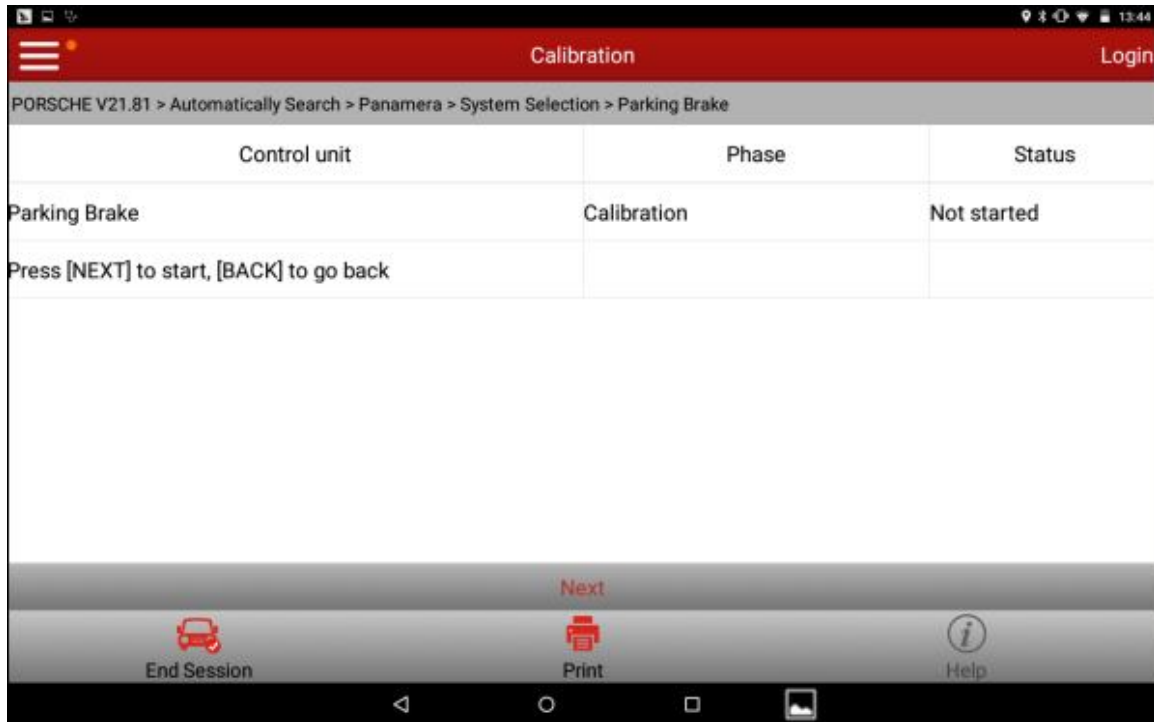 13:44
Calibration
Login
PORSCHE V21.81 > Automatically Search > Panamera > System Selection > Parking Brake
Control unit Phase Status
Parking Brake Calibration Not started
Press [NEXT] to start, [BACK] to go back
Next
End Session Print Help